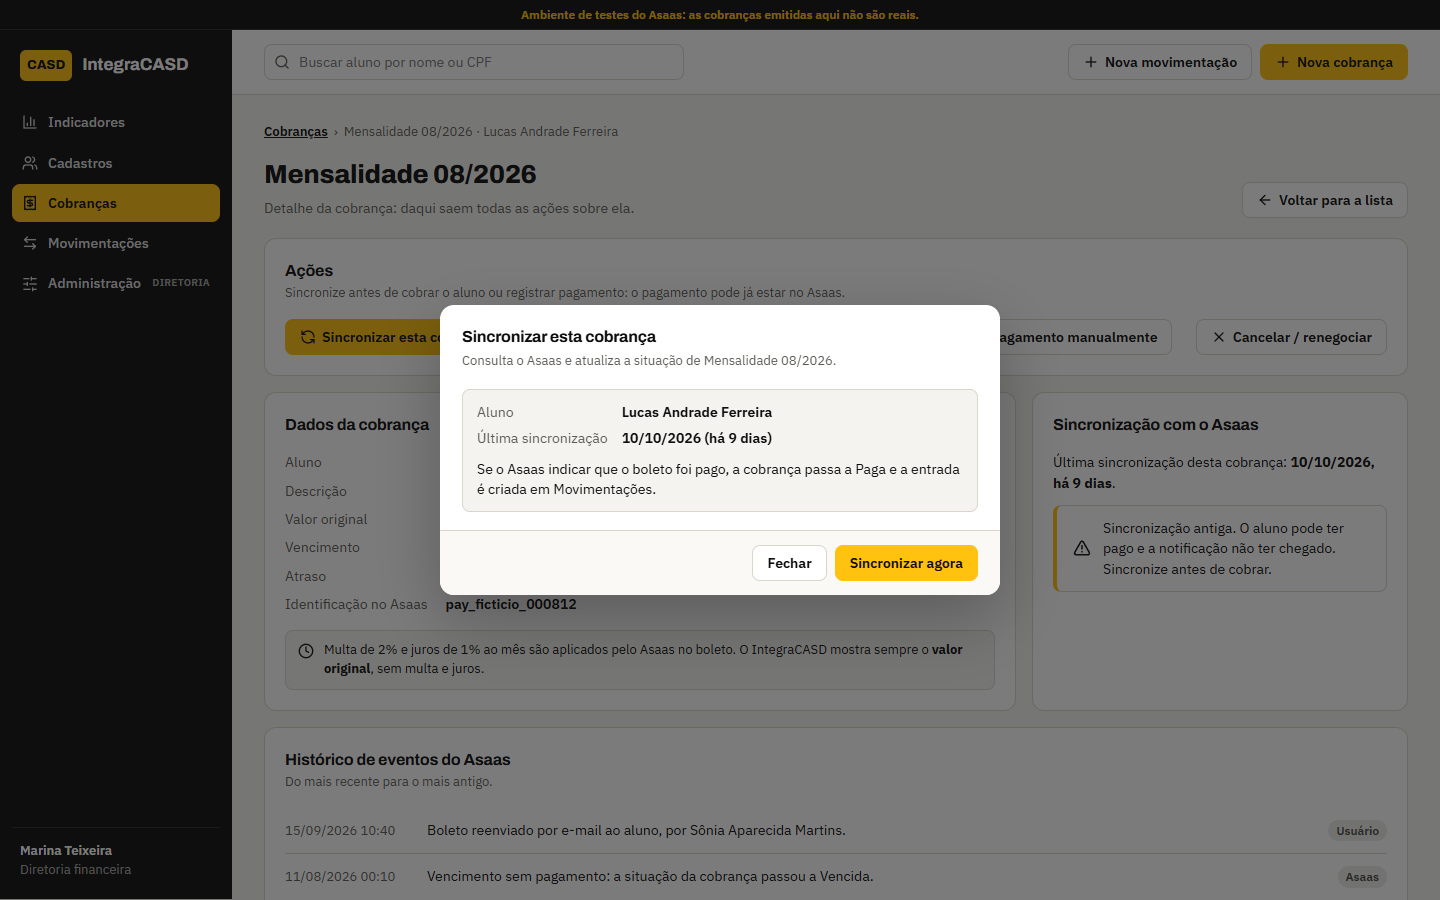 Ambiente de testes do Asaas: as cobranças emitidas aqui não são reais.
CASD IntegraCASD
Buscar aluno por nome ou CPF
Nova movimentação
Nova cobrança
Indicadores
Cadastros
Cobranças
Movimentações
Administração DIRETORIA
Cobranças › Mensalidade 08/2026 · Lucas Andrade Ferreira
Mensalidade 08/2026
Detalhe da cobrança: daqui saem todas as ações sobre ela.
Voltar para a lista
Ações
Sincronize antes de cobrar o aluno ou registrar pagamento: o pagamento pode já estar no Asaas.
Sincronizar esta
manualmente
Cancelar / renegociar
Sincronizar esta cobrança
Consulta o Asaas e atualiza a situação de Mensalidade 08/2026.
Aluno Lucas Andrade Ferreira
Última sincronização 10/10/2026 (há 9 dias)
Se o Asaas indicar que o boleto foi pago, a cobrança passa a Paga e a entrada
é criada em Movimentações.
Fechar
Sincronizar agora
Dados da cobrança
Aluno
Descrição
Valor original
Vencimento
Atraso
Identificação no Asaas pay_ficticio_000812
Multa de 2% e juros de 1% ao mês são aplicados pelo Asaas no boleto. O IntegraCASD mostra sempre o valor
original, sem multa e juros.
Sincronização com o Asaas
Última sincronização desta cobrança: 10/10/2026,
há 9 dias.
Sincronização antiga. O aluno pode ter
pago e a notificação não ter chegado.
Sincronize antes de cobrar.
Histórico de eventos do Asaas
Do mais recente para o mais antigo.
15/09/2026 10:40 Boleto reenviado por e-mail ao aluno, por Sônia Aparecida Martins. Usuário
11/08/2026 00:10 Vencimento sem pagamento: a situação da cobrança passou a Vencida. Asaas
Marina Teixeira
Diretoria financeira